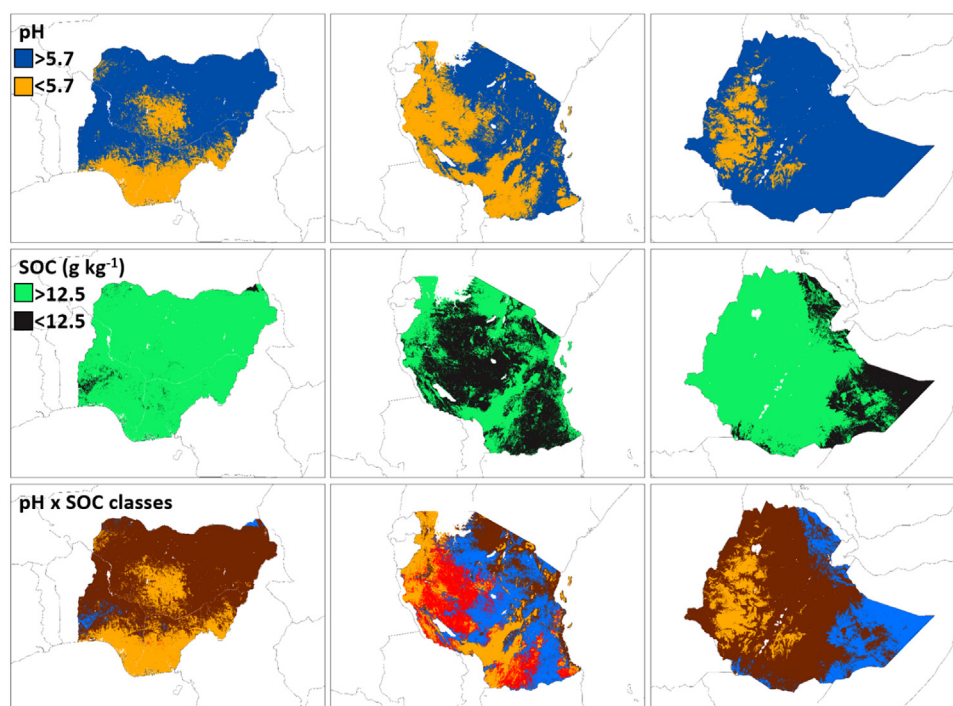 pH
>5.7
<5.7
SOC (g kg⁻¹)
>12.5
<12.5
pH x SOC classes